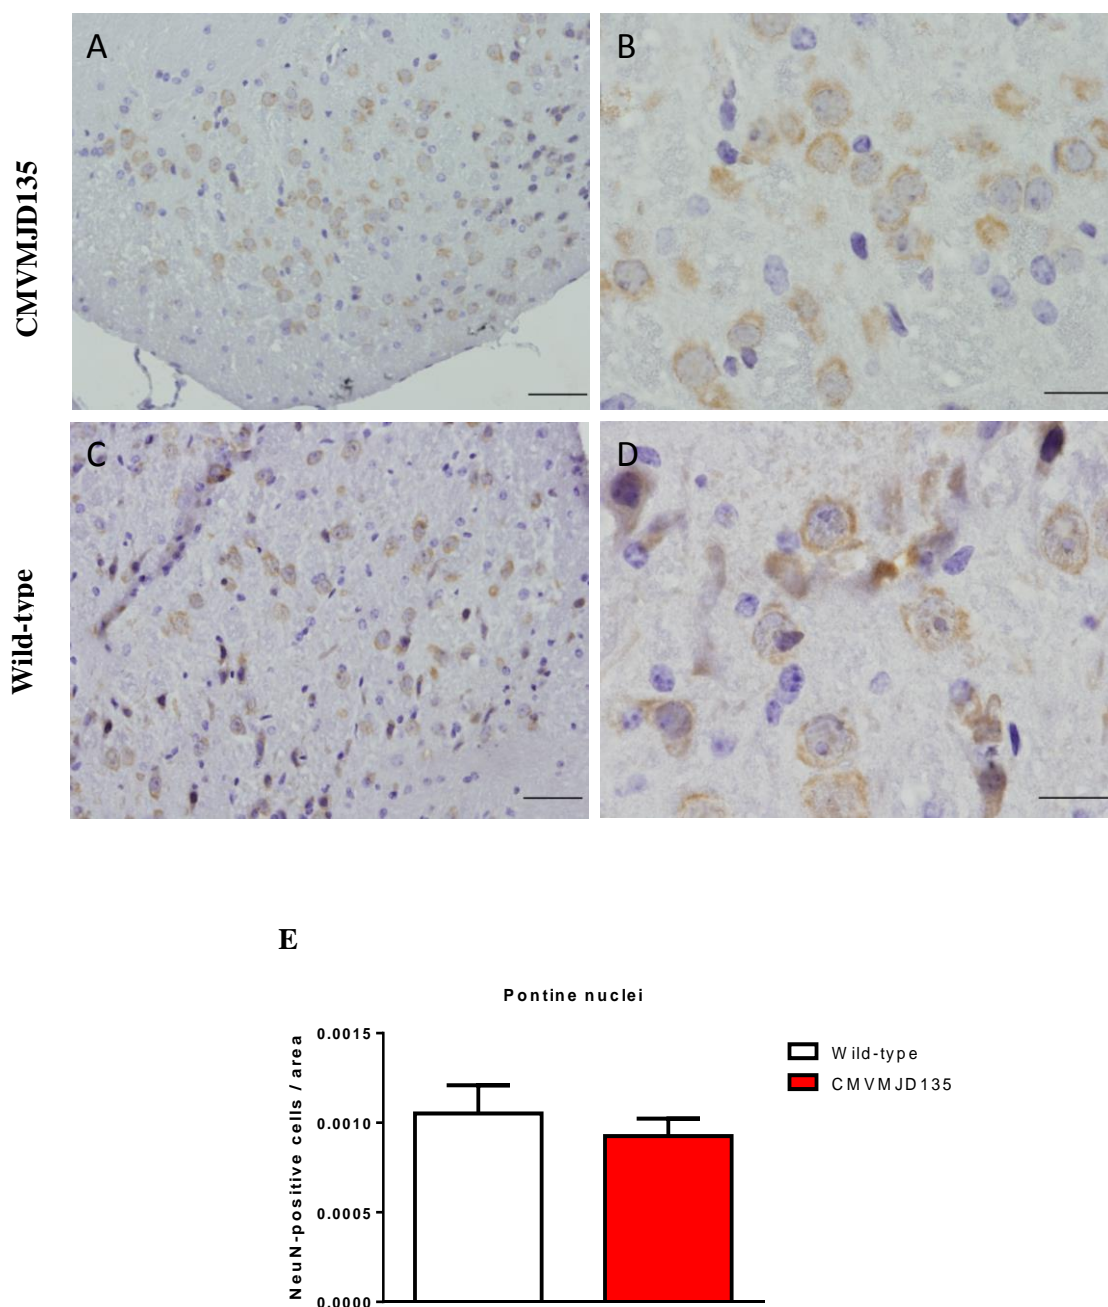 A
B
CMVMJD135
C
D
Wild-type
E
Pontine nuclei
NeuN-positive cells / area
0.0015
0.0010
0.0005
0.0000
Wild-type
CMVMJD135